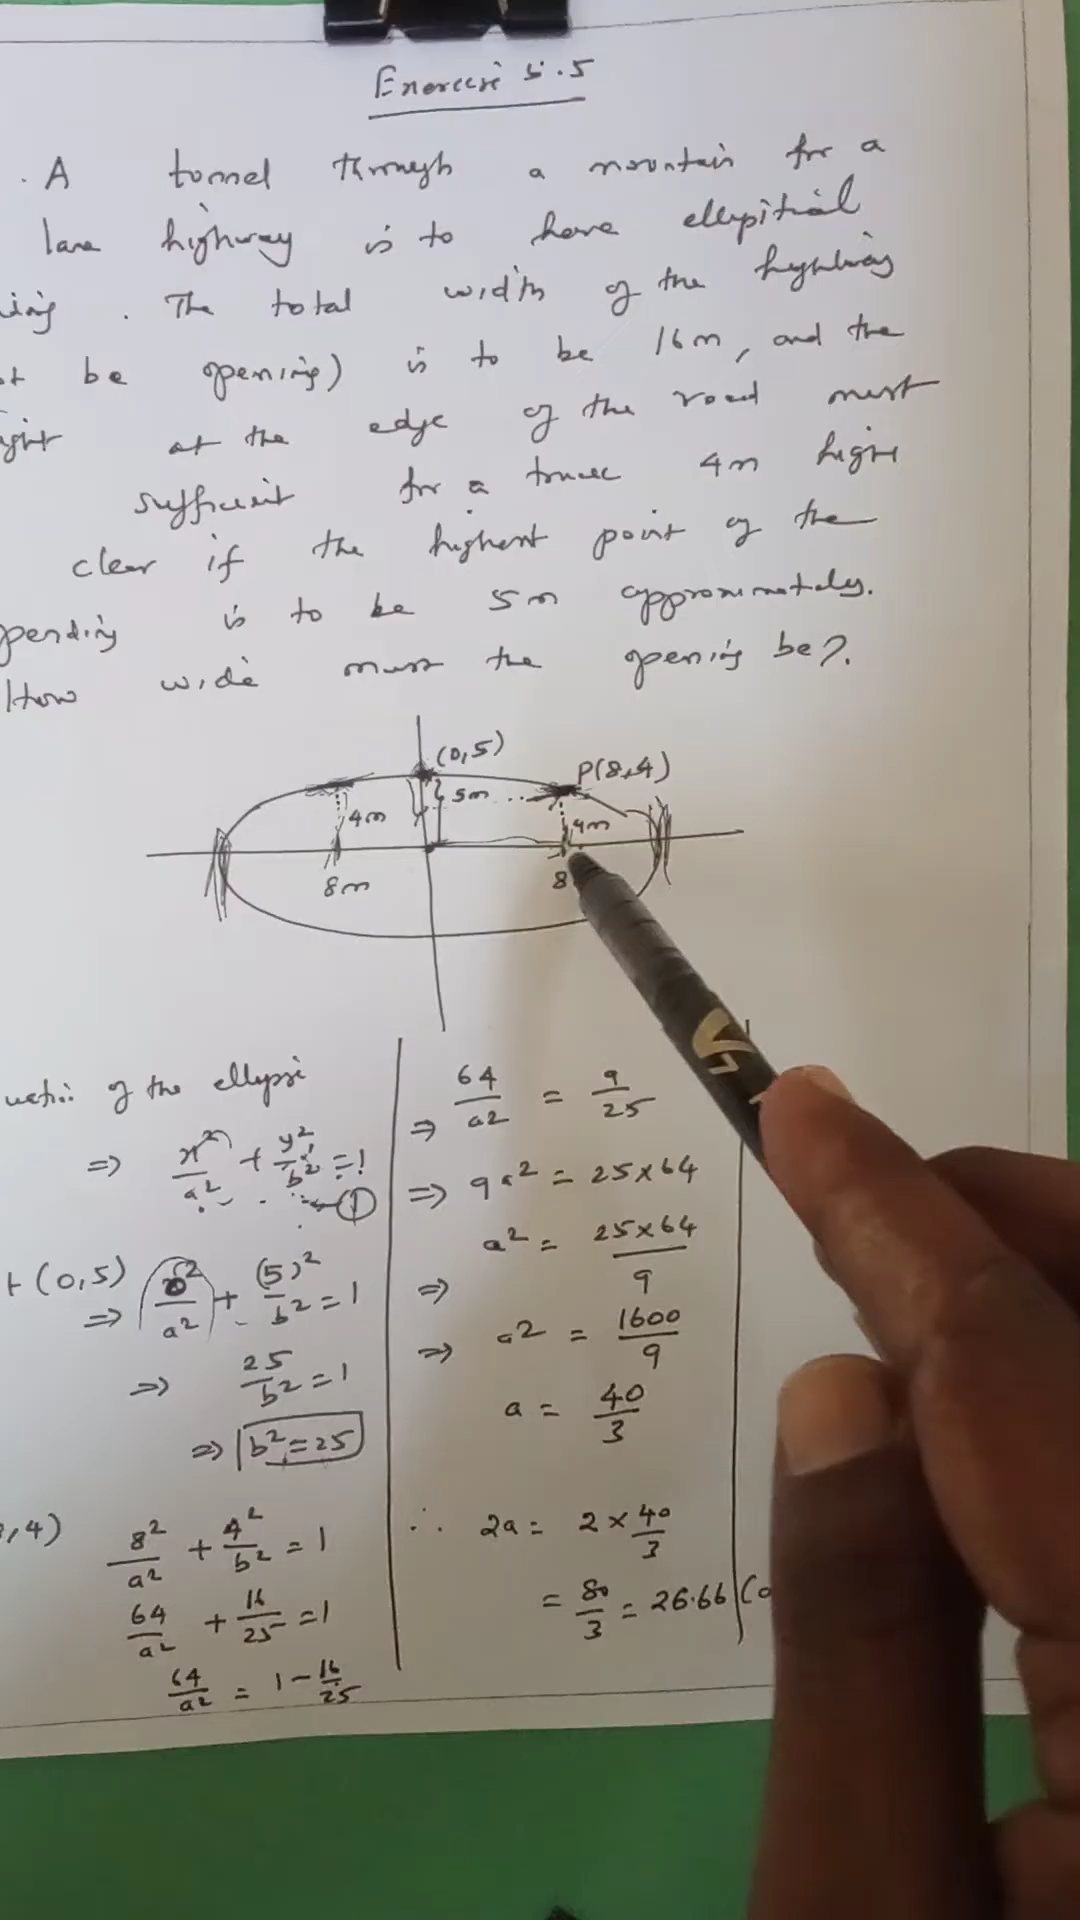 Exercise 5.5
. A tunnel through a mountain for a
lane highway is to have elliptical
ing . The total width of the highway
be opening) is to be 16m, and the
ight at the edge of the road must
sufficient for a truck 4m high
clear if the highest point of the
pending is to be 5m approximately.
How wide must the opening be?.
(0,5)
P(8,4)
5m
4m
4m
8m
8
uation of the ellipse
⇒ x²/a² + y²/b² = 1
①
t (0,5)
⇒ 0²/a² + (5)²/b² = 1
⇒ 25/b² = 1
⇒ b² = 25
,4) 8²/a² + 4²/b² = 1
64/a² + 16/25 = 1
64/a² = 1 - 16/25
⇒ 64/a² = 9/25
⇒ 9a² = 25×64
⇒ a² = 25×64/9
⇒ a² = 1600/9
a = 40/3
∴ 2a = 2 × 40/3
= 80/3 = 26.66